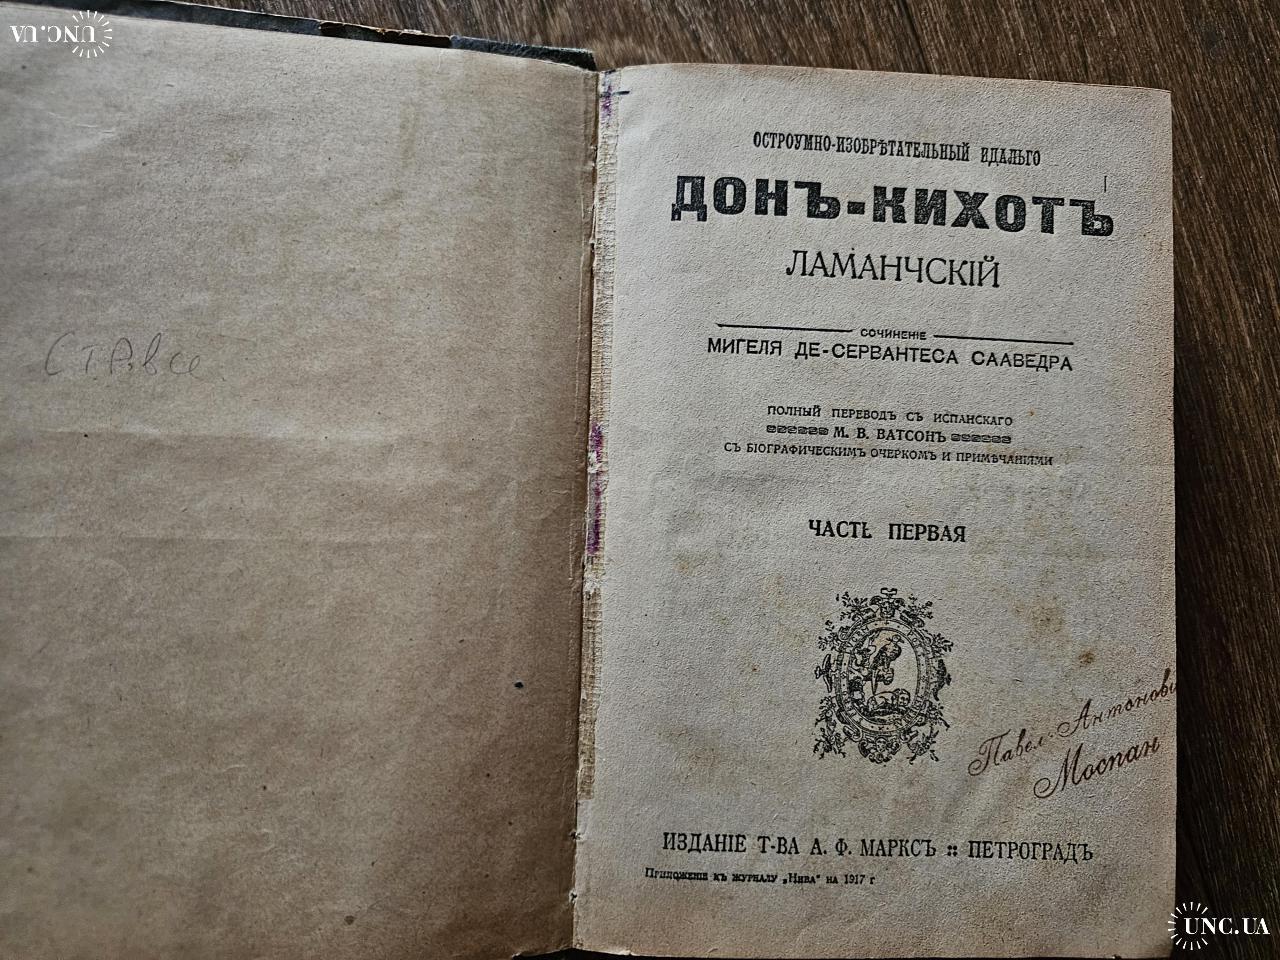 UNC.UA
Стр. все
ОСТРОУМНО-ИЗОБРѢТАТЕЛЬНЫЙ ИДАЛЬГО
ДОНЪ-КИХОТЪ
ЛАМАНЧСКІЙ
СОЧИНЕНІЕ
МИГЕЛЯ ДЕ-СЕРВАНТЕСА СААВЕДРА
ПОЛНЫЙ ПЕРЕВОДЪ СЪ ИСПАНСКАГО
М. В. ВАТСОНЪ
СЪ БІОГРАФИЧЕСКИМЪ ОЧЕРКОМЪ И ПРИМѢЧАНІЯМИ
ЧАСТЬ ПЕРВАЯ
Павел Антонови
Моспан
ИЗДАНІЕ Т-ВА А. Ф. МАРКСЪ :: ПЕТРОГРАДЪ
Приложеніе къ журналу „Нива" на 1917 г
UNC.UA